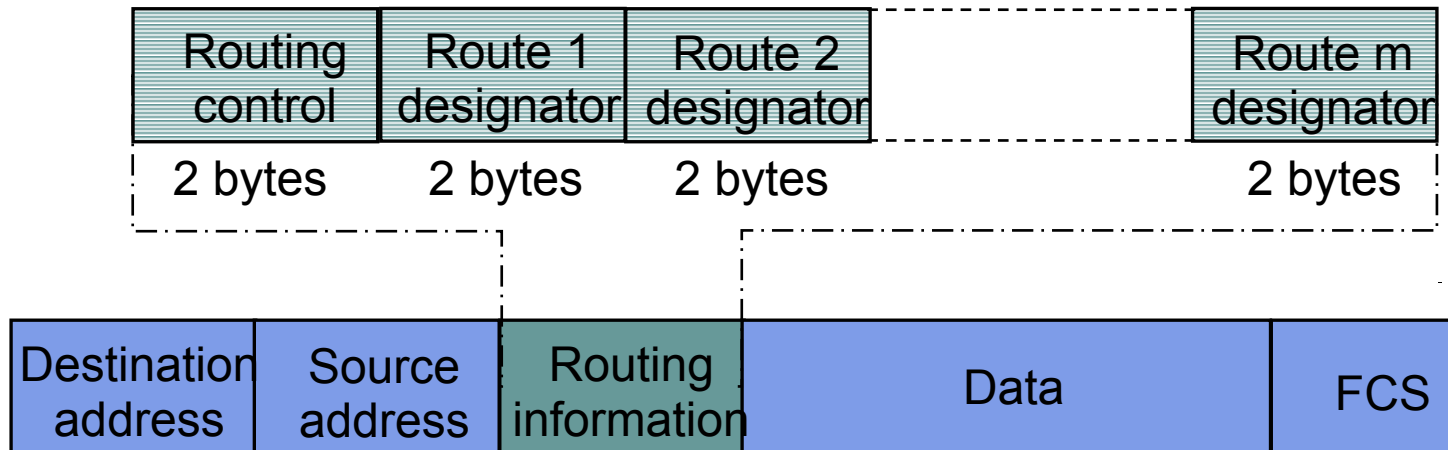 Routing Route 1 Route 2 Route m
control designator designator designator
2 bytes 2 bytes 2 bytes 2 bytes
Destination Source Routing Data FCS
address address information